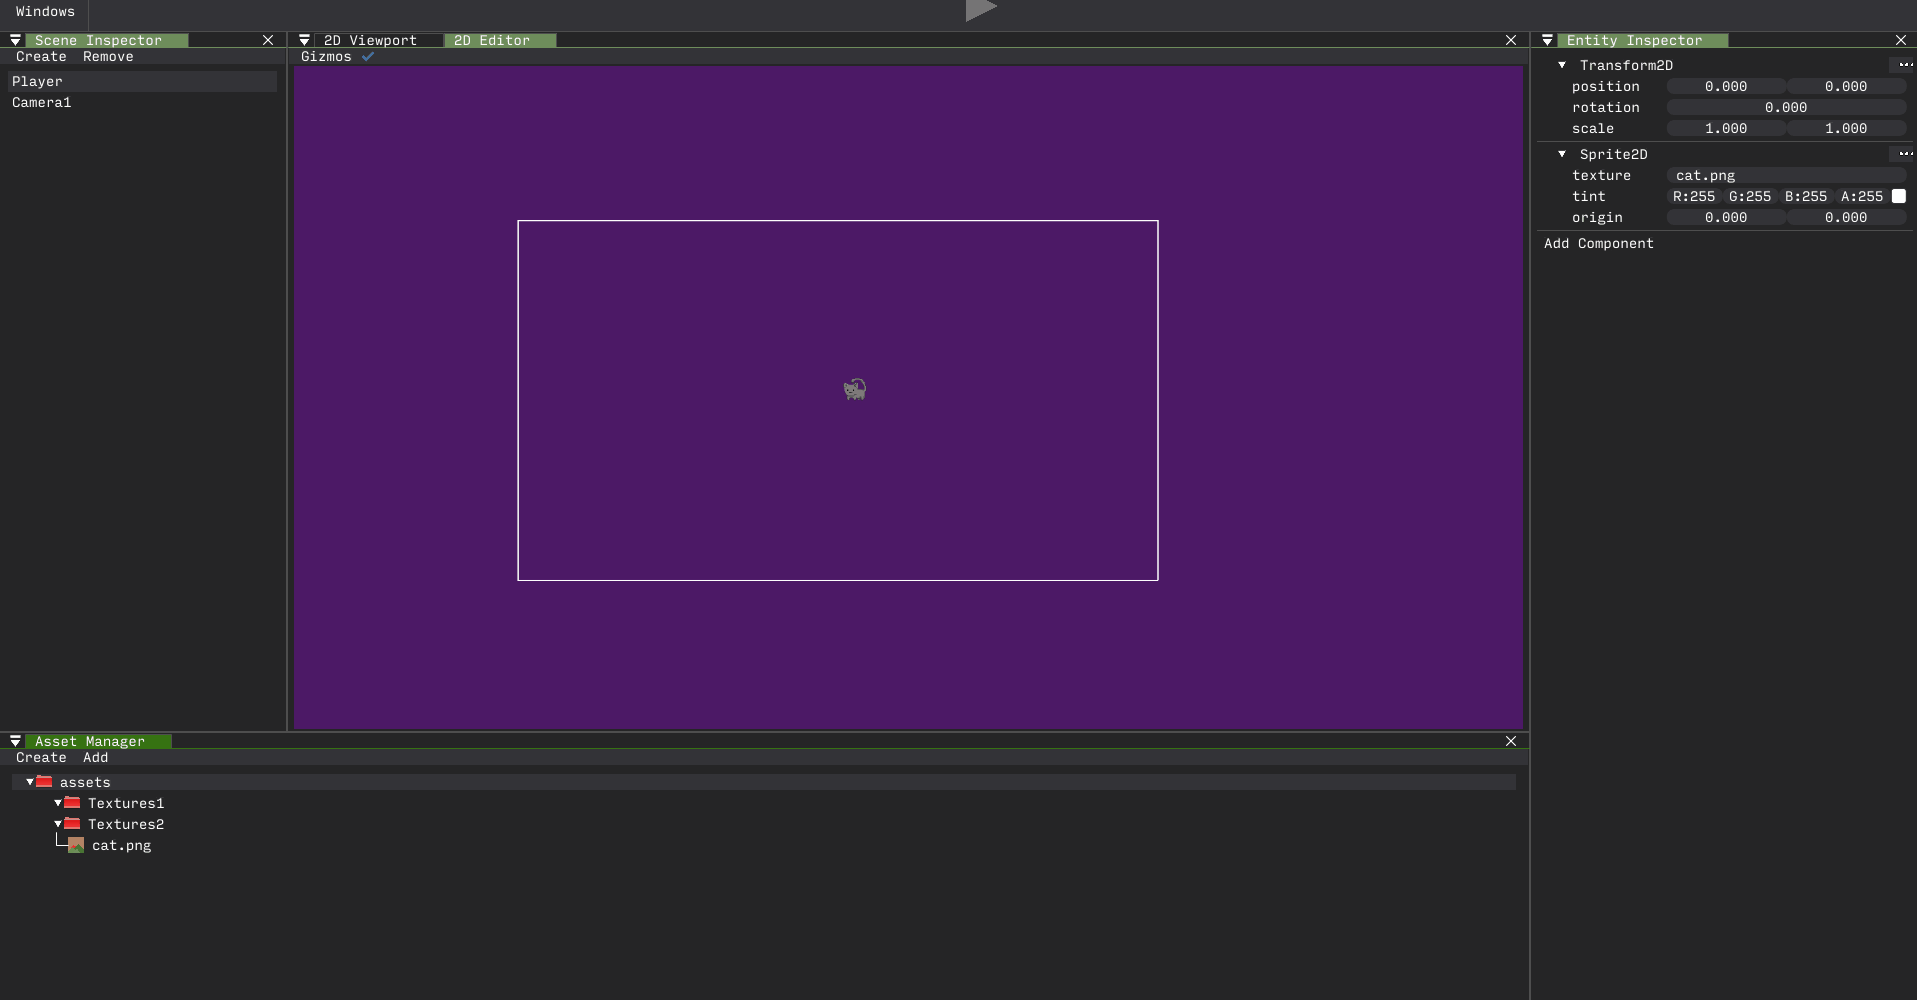 Windows
Scene Inspector
Create Remove
Player
Camera1
2D Viewport 2D Editor
Gizmos
Entity Inspector
Transform2D
position 0.000 0.000
rotation 0.000
scale 1.000 1.000
Sprite2D
texture cat.png
tint R:255 G:255 B:255 A:255
origin 0.000 0.000
Add Component
Asset Manager
Create Add
assets
Textures1
Textures2
cat.png